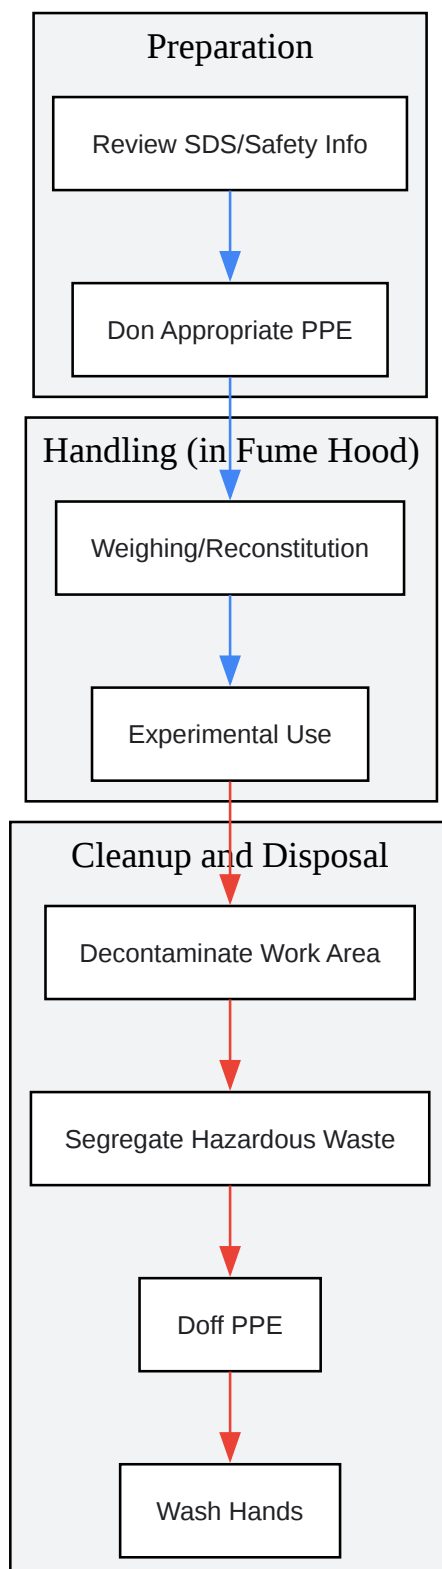 Preparation
Review SDS/Safety Info
Don Appropriate PPE
Handling (in Fume Hood)
Weighing/Reconstitution
Experimental Use
Cleanup and Disposal
Decontaminate Work Area
Segregate Hazardous Waste
Doff PPE
Wash Hands